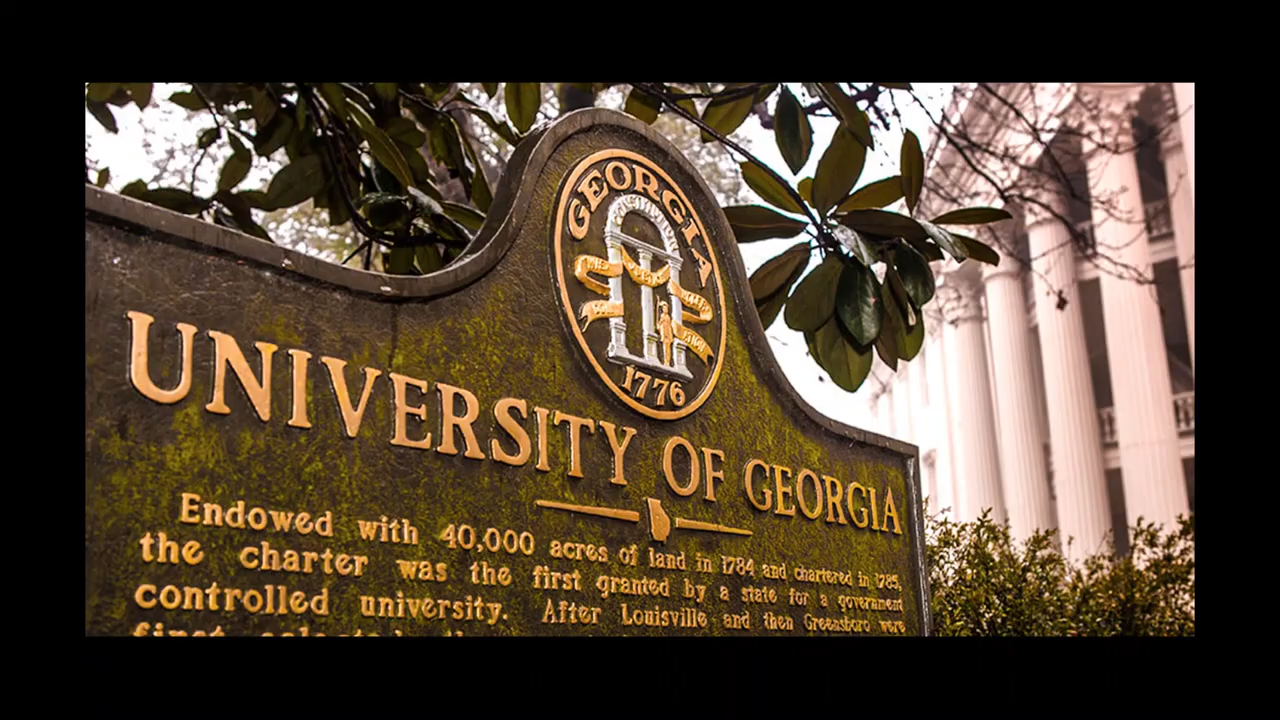 GEORGIA
1776
UNIVERSITY OF GEORGIA
Endowed with 40,000 acres of land in 1784 and chartered in 1785,
the charter was the first granted by a state for a government
controlled university. After Louisville and then Greensboro were